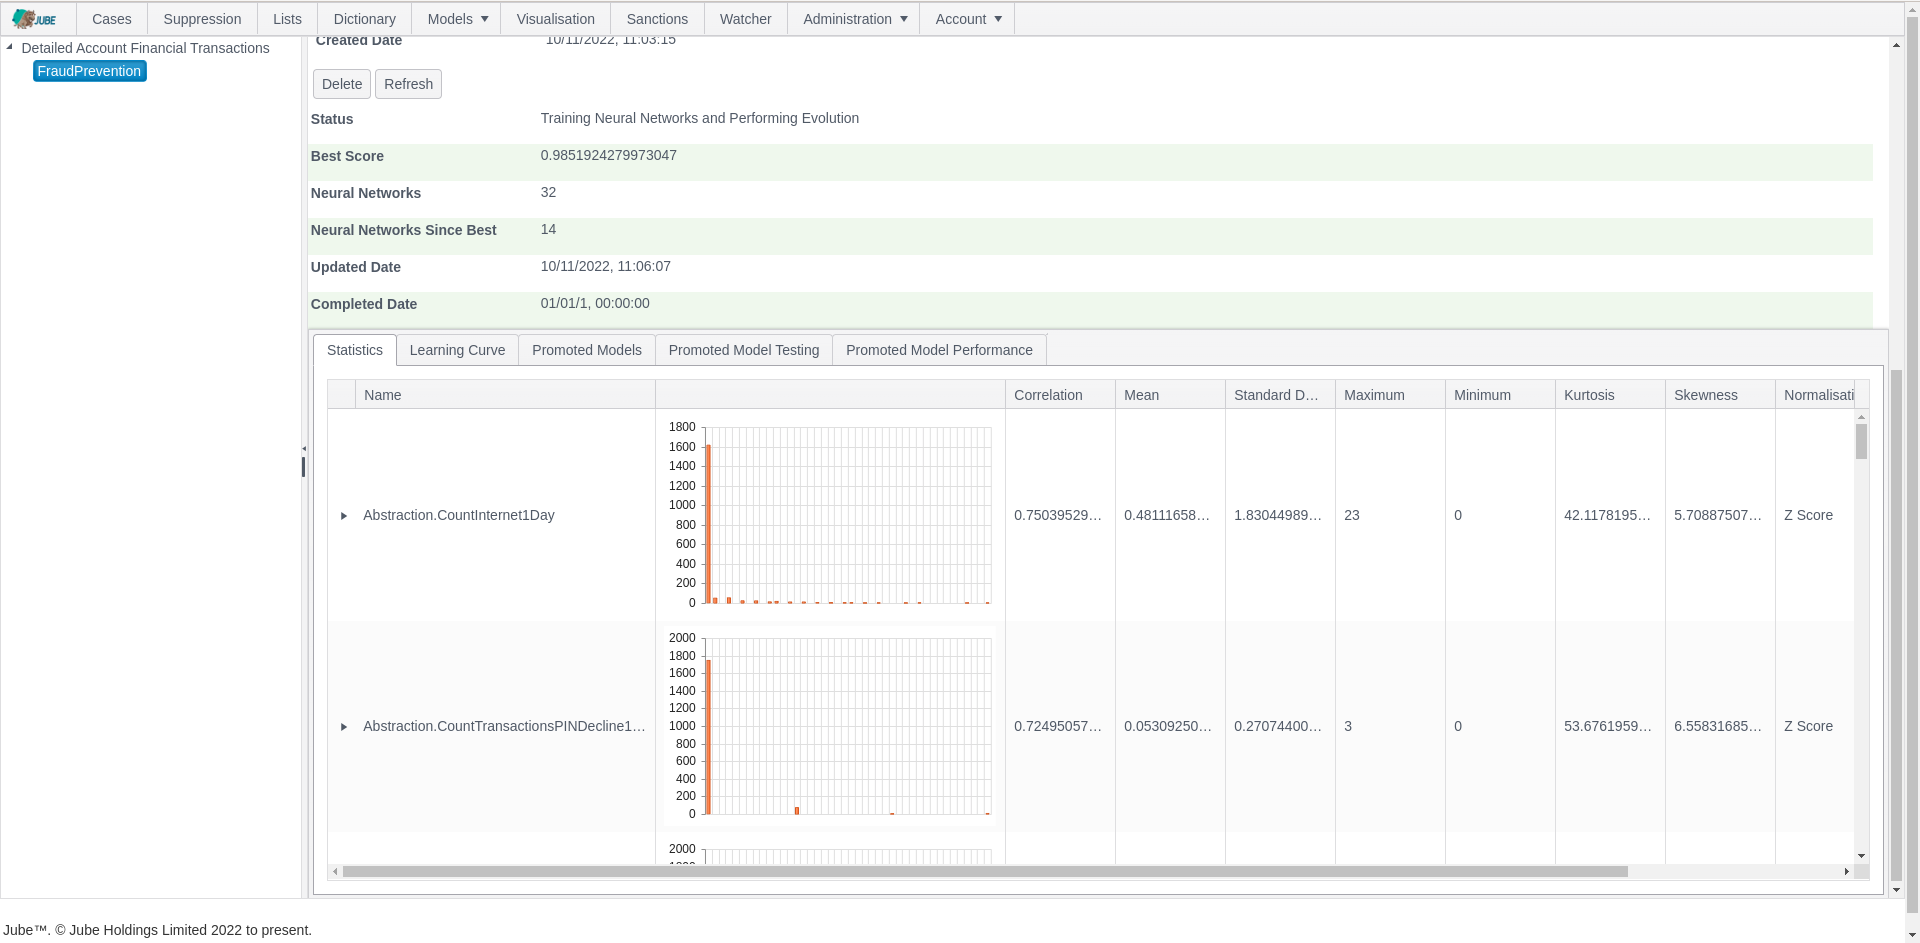 JUBE Cases Suppression Lists Dictionary Models Visualisation Sanctions Watcher Administration Account
Detailed Account Financial Transactions
FraudPrevention
Created Date 10/11/2022, 11:03:15
Delete Refresh
Status Training Neural Networks and Performing Evolution
Best Score 0.9851924279973047
Neural Networks 32
Neural Networks Since Best 14
Updated Date 10/11/2022, 11:06:07
Completed Date 01/01/1, 00:00:00
Statistics Learning Curve Promoted Models Promoted Model Testing Promoted Model Performance
Name Correlation Mean Standard D... Maximum Minimum Kurtosis Skewness Normalisati
1800
1600
1400
1200
1000
800
600
400
200
0
Abstraction.CountInternet1Day 0.75039529... 0.48111658... 1.83044989... 23 0 42.1178195... 5.70887507... Z Score
2000
1800
1600
1400
1200
1000
800
600
400
200
0
Abstraction.CountTransactionsPINDecline1... 0.72495057... 0.05309250... 0.27074400... 3 0 53.6761959... 6.55831685... Z Score
2000
Jube™. © Jube Holdings Limited 2022 to present.